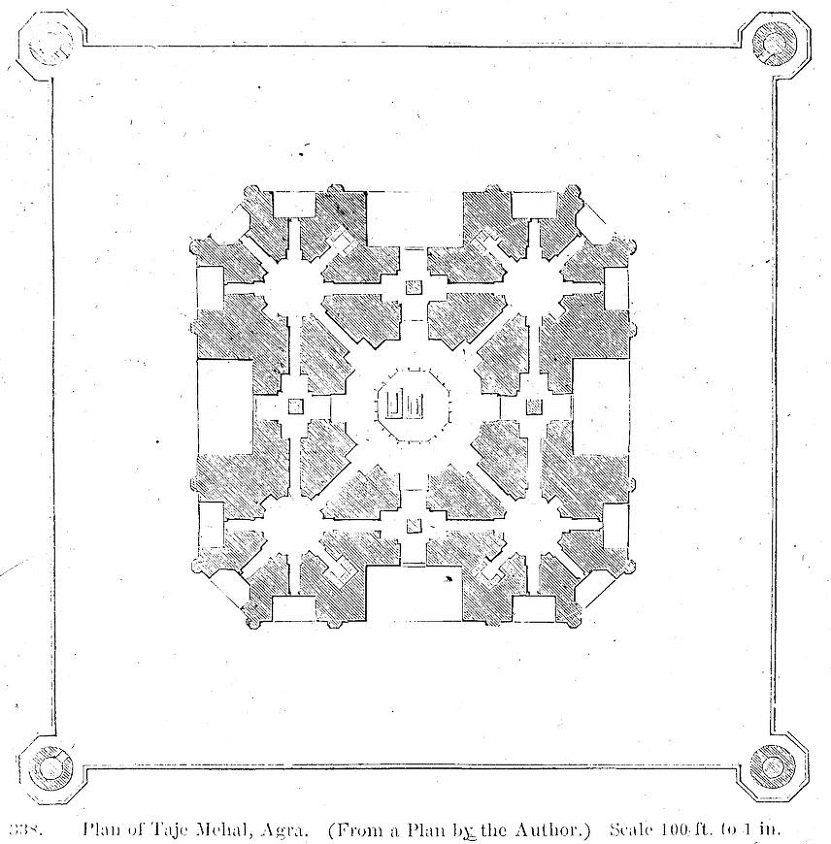 338. Plan of Taje Mehal, Agra. (From a Plan by the Author.) Scale 100 ft. to 1 in.